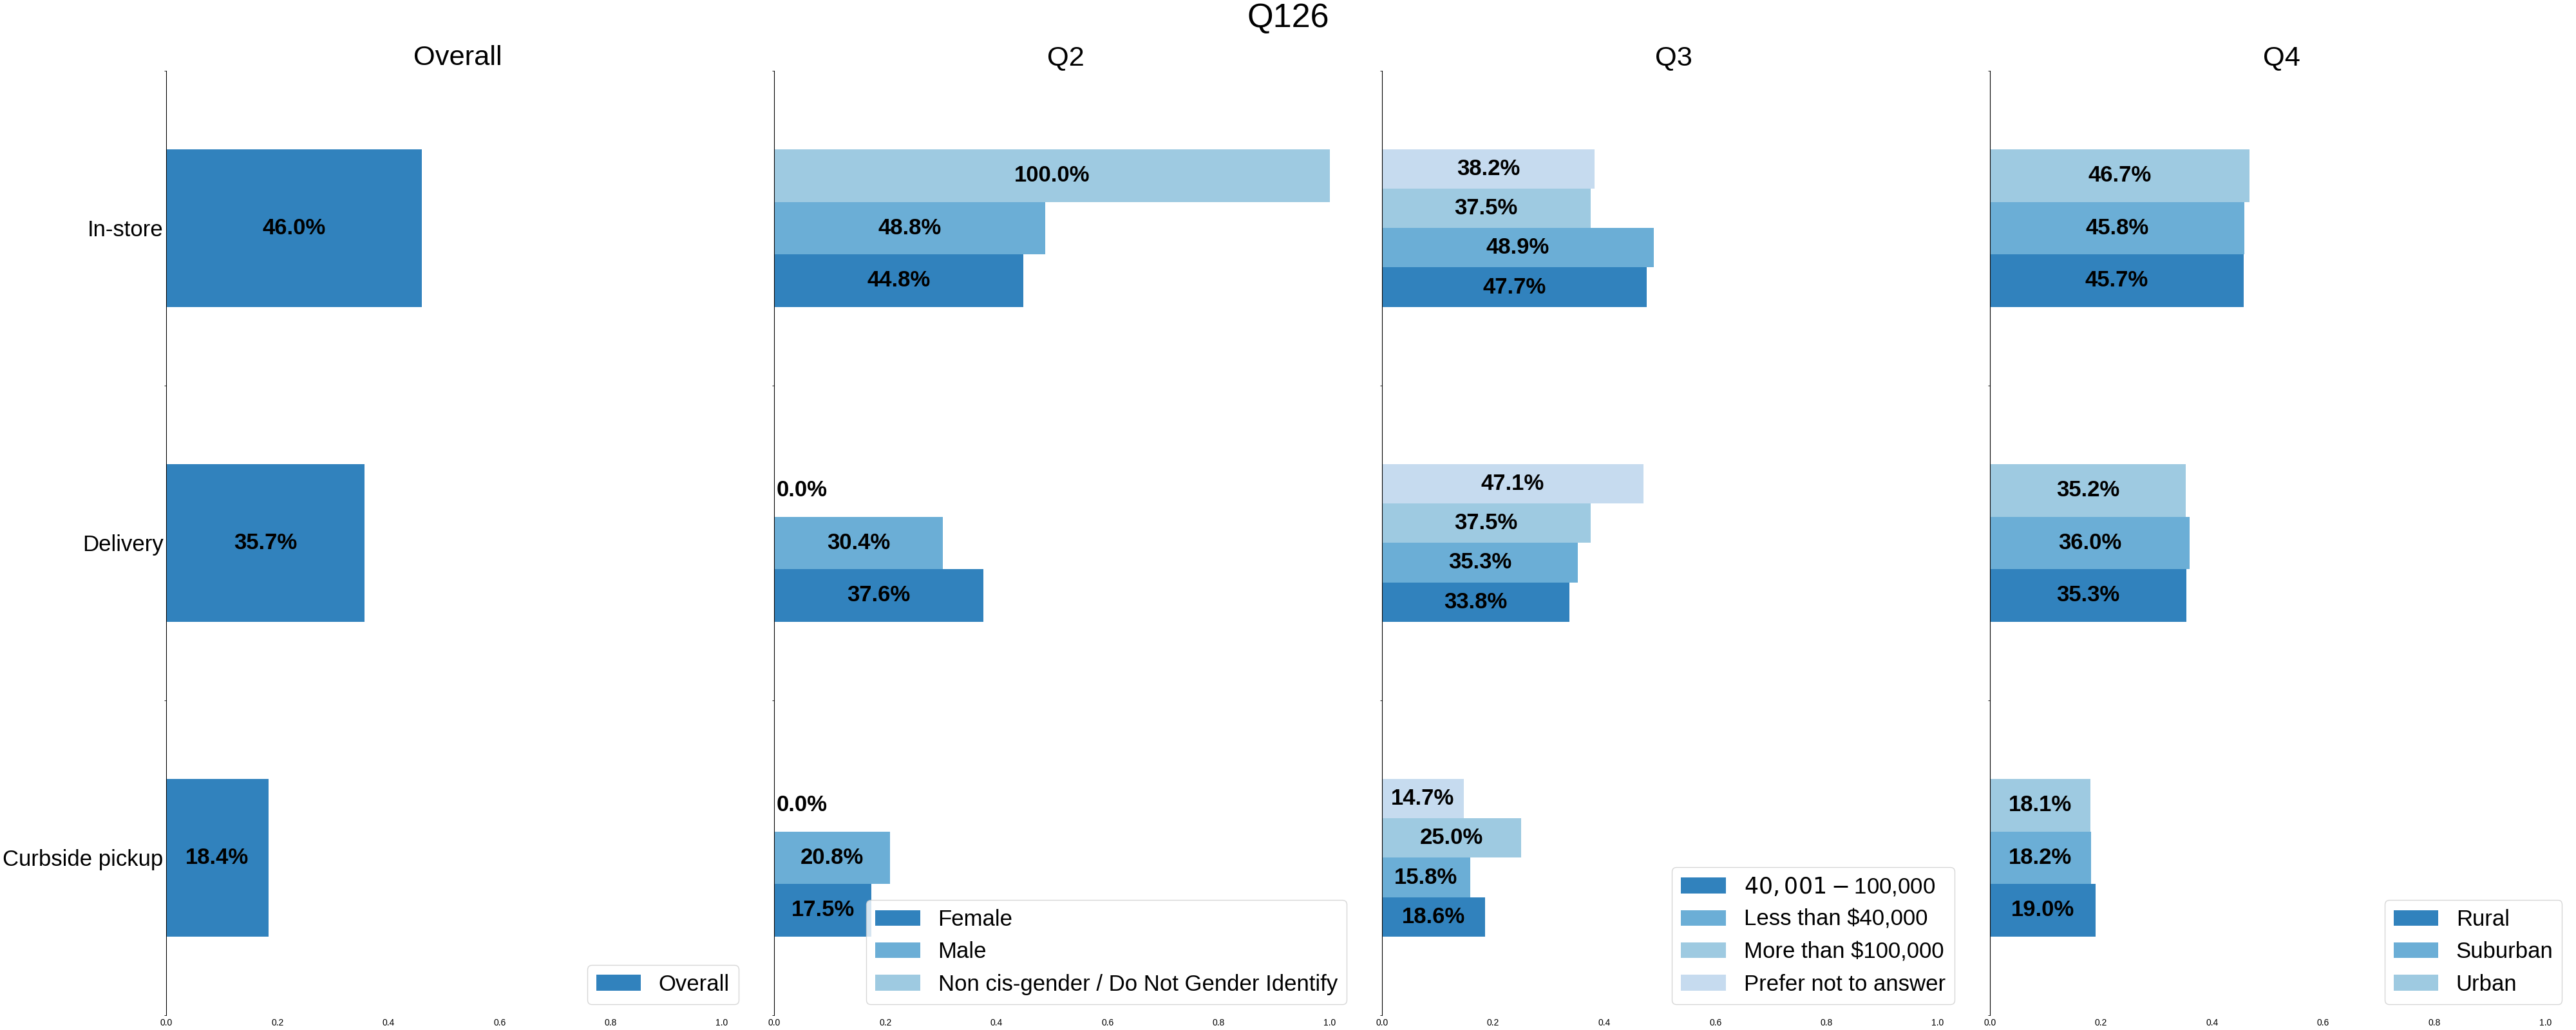 Q126
Overall
In-store
Delivery
Curbside pickup
46.0%
35.7%
18.4%
Overall
0.0 0.2 0.4 0.6 0.8 1.0
Q2
100.0%
48.8%
44.8%
0.0%
30.4%
37.6%
0.0%
20.8%
17.5%
Female
Male
Non cis-gender / Do Not Gender Identify
0.0 0.2 0.4 0.6 0.8 1.0
Q3
38.2%
37.5%
48.9%
47.7%
47.1%
37.5%
35.3%
33.8%
14.7%
25.0%
15.8%
18.6%
40,001-100,000
Less than $40,000
More than $100,000
Prefer not to answer
0.0 0.2 0.4 0.6 0.8 1.0
Q4
46.7%
45.8%
45.7%
35.2%
36.0%
35.3%
18.1%
18.2%
19.0%
Rural
Suburban
Urban
0.0 0.2 0.4 0.6 0.8 1.0